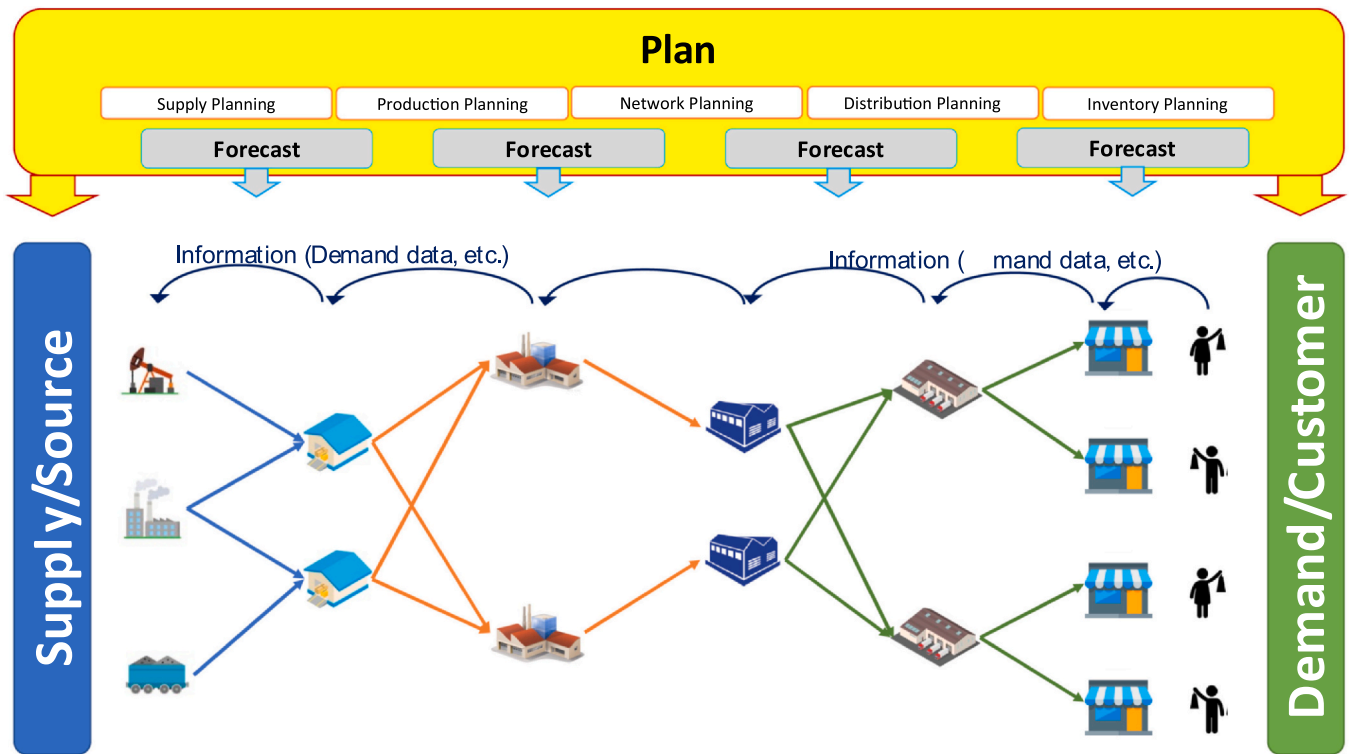 Plan
Supply Planning
Production Planning
Network Planning
Distribution Planning
Inventory Planning
Forecast
Forecast
Forecast
Forecast
Information (Demand data, etc.)
Information ( mand data, etc.)
Supply/Source
Demand/Customer